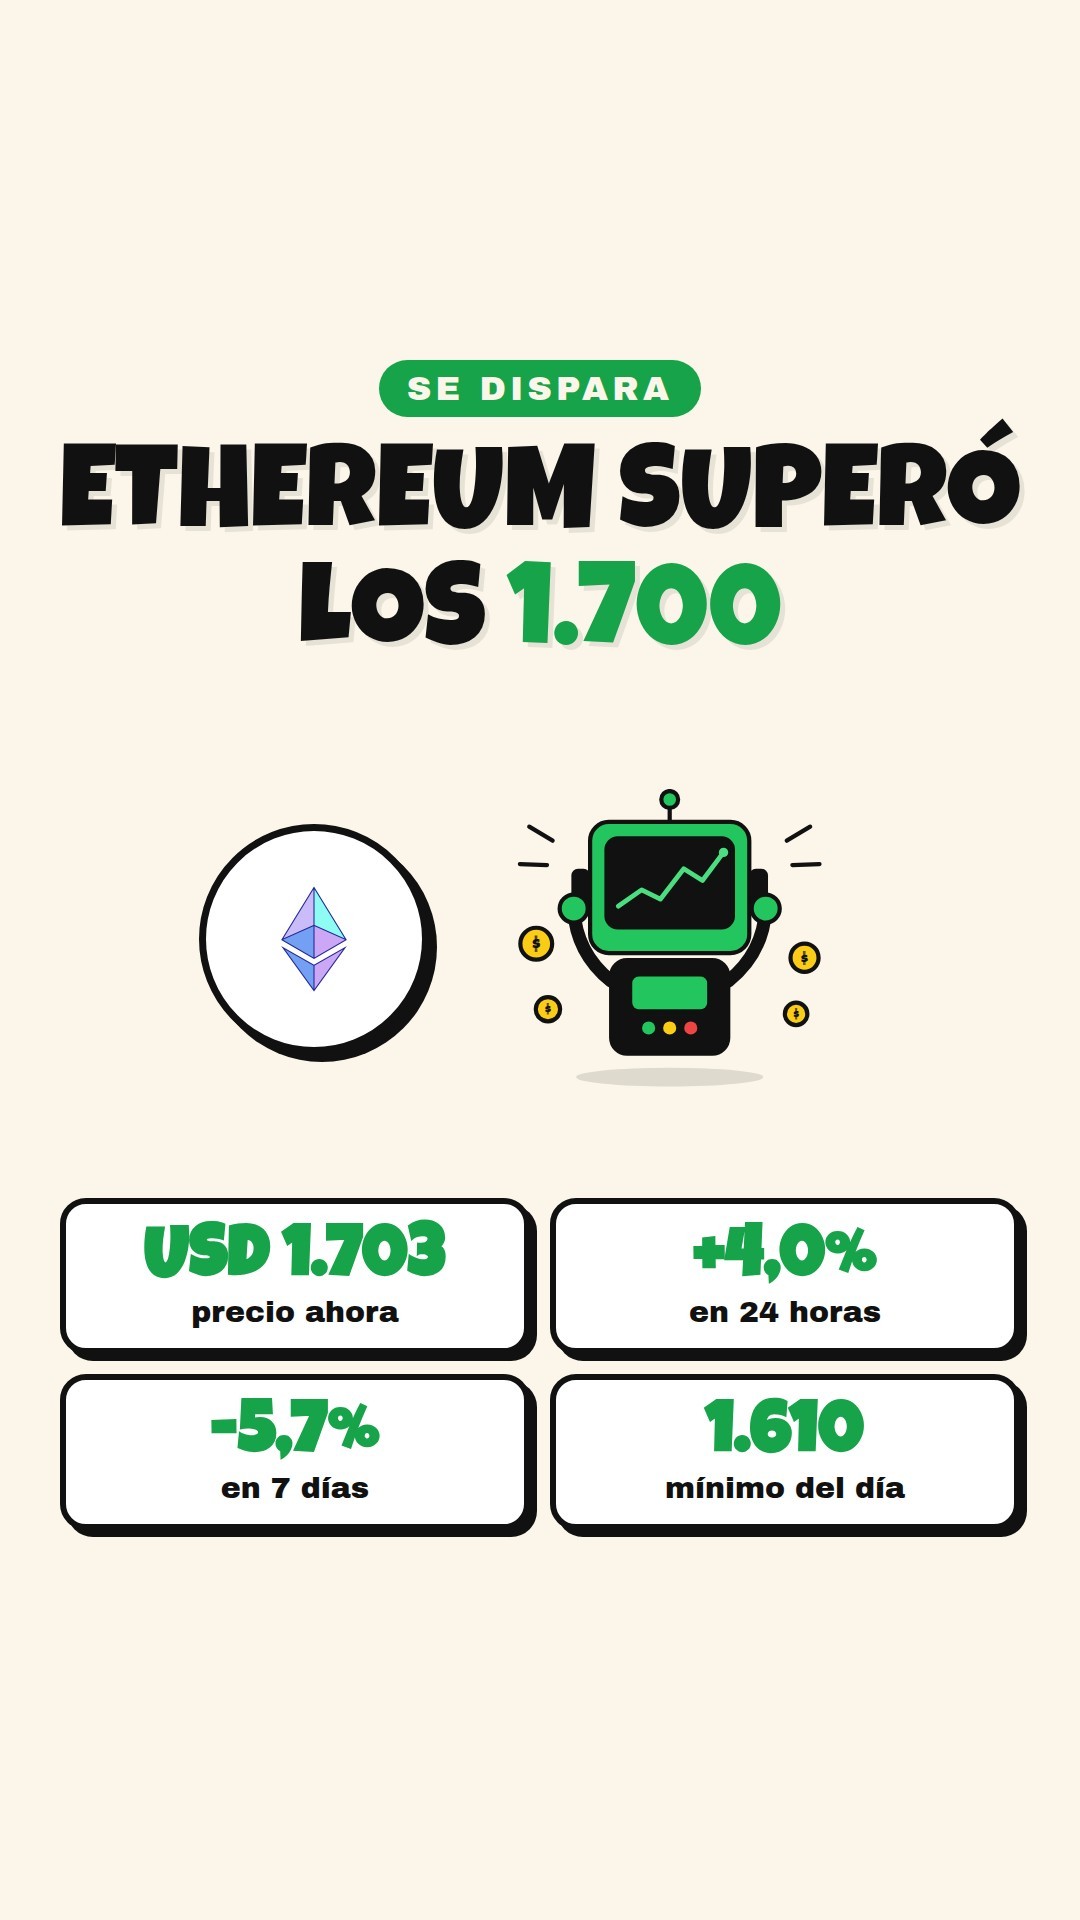 SE DISPARA
ETHEREUM SUPERÓ
LOS 1.700
$
$
$
$
USD 1.703
precio ahora
+4,0%
en 24 horas
-5,7%
en 7 días
1.610
mínimo del día